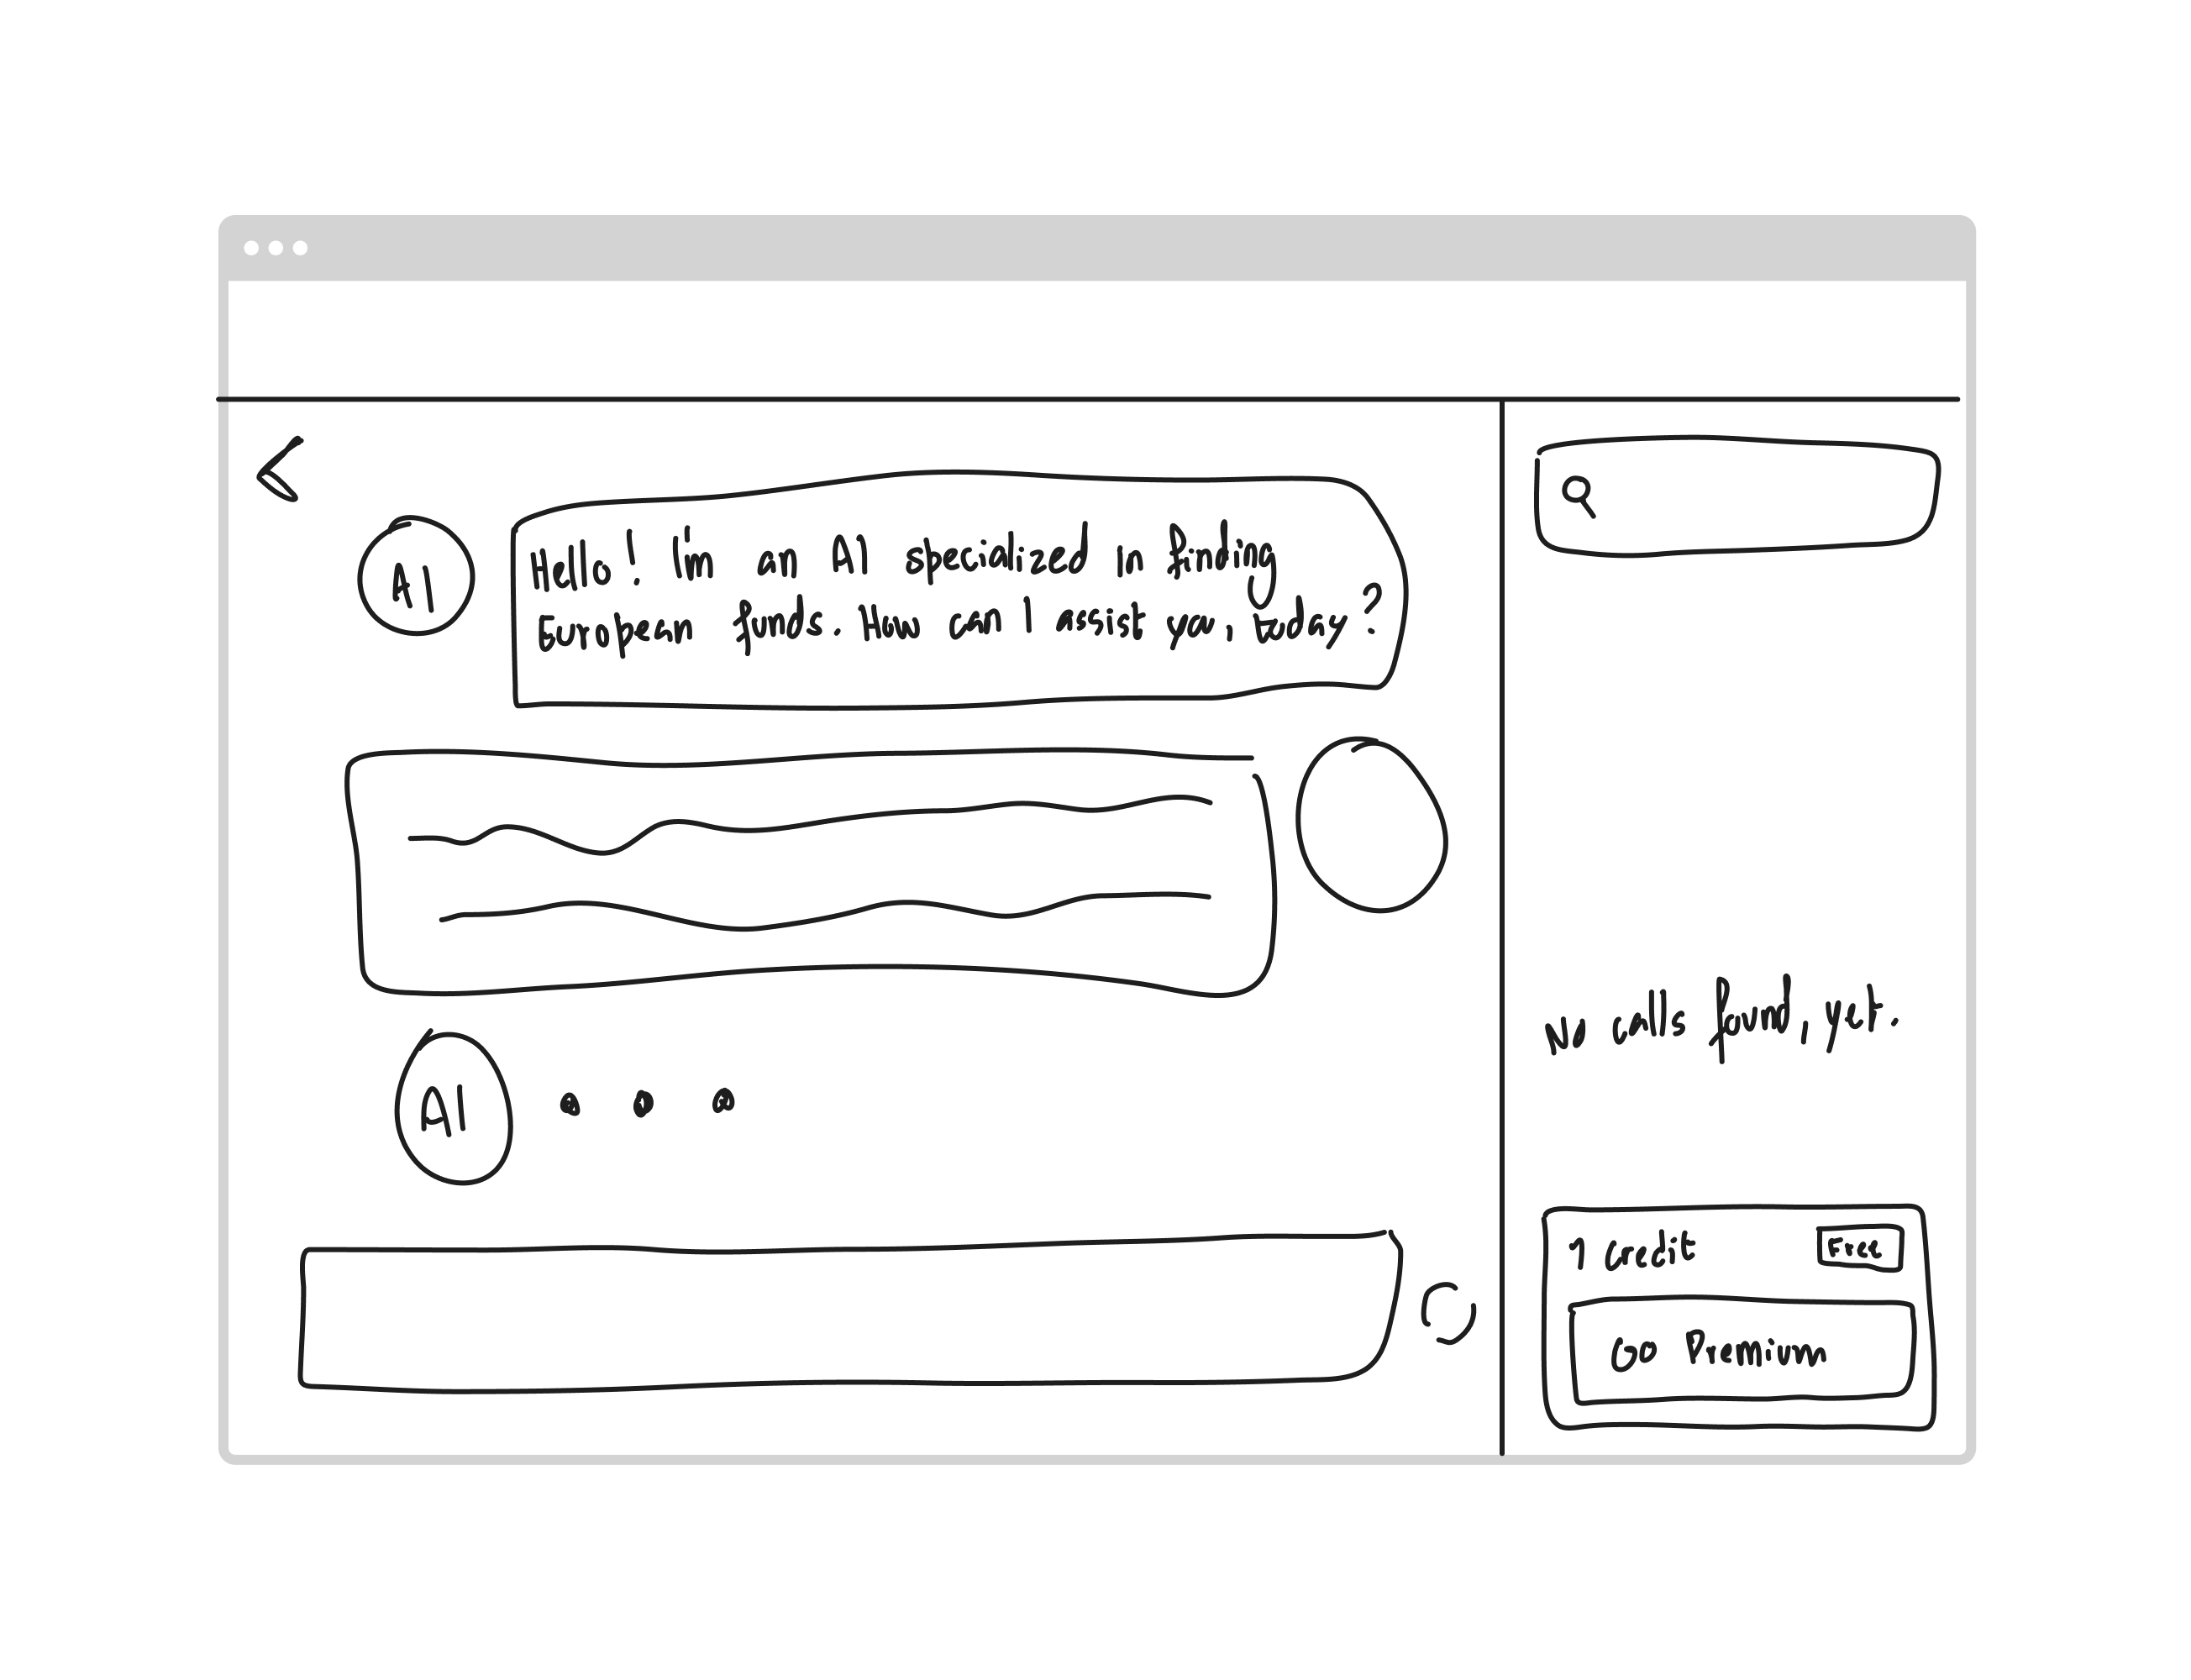 AI
Hello! I'm an AI specialized in finding
European funds. How can I assist you, today?
AI
No calls found, yet.
1 Credit
Free
Go Premium